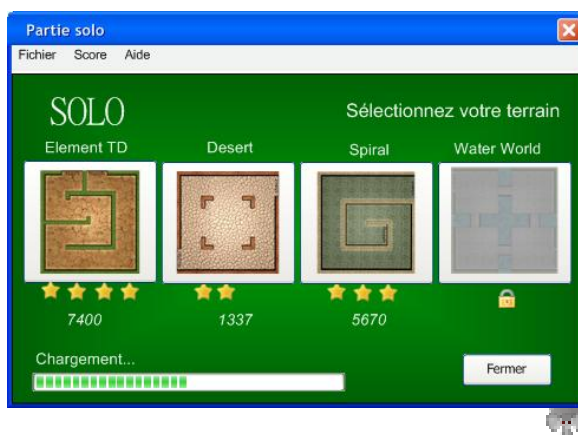 Partie solo
Fichier Score Aide
SOLO
Sélectionnez votre terrain
Element TD Desert Spiral Water World
7400 1337 5670
Chargement...
Fermer